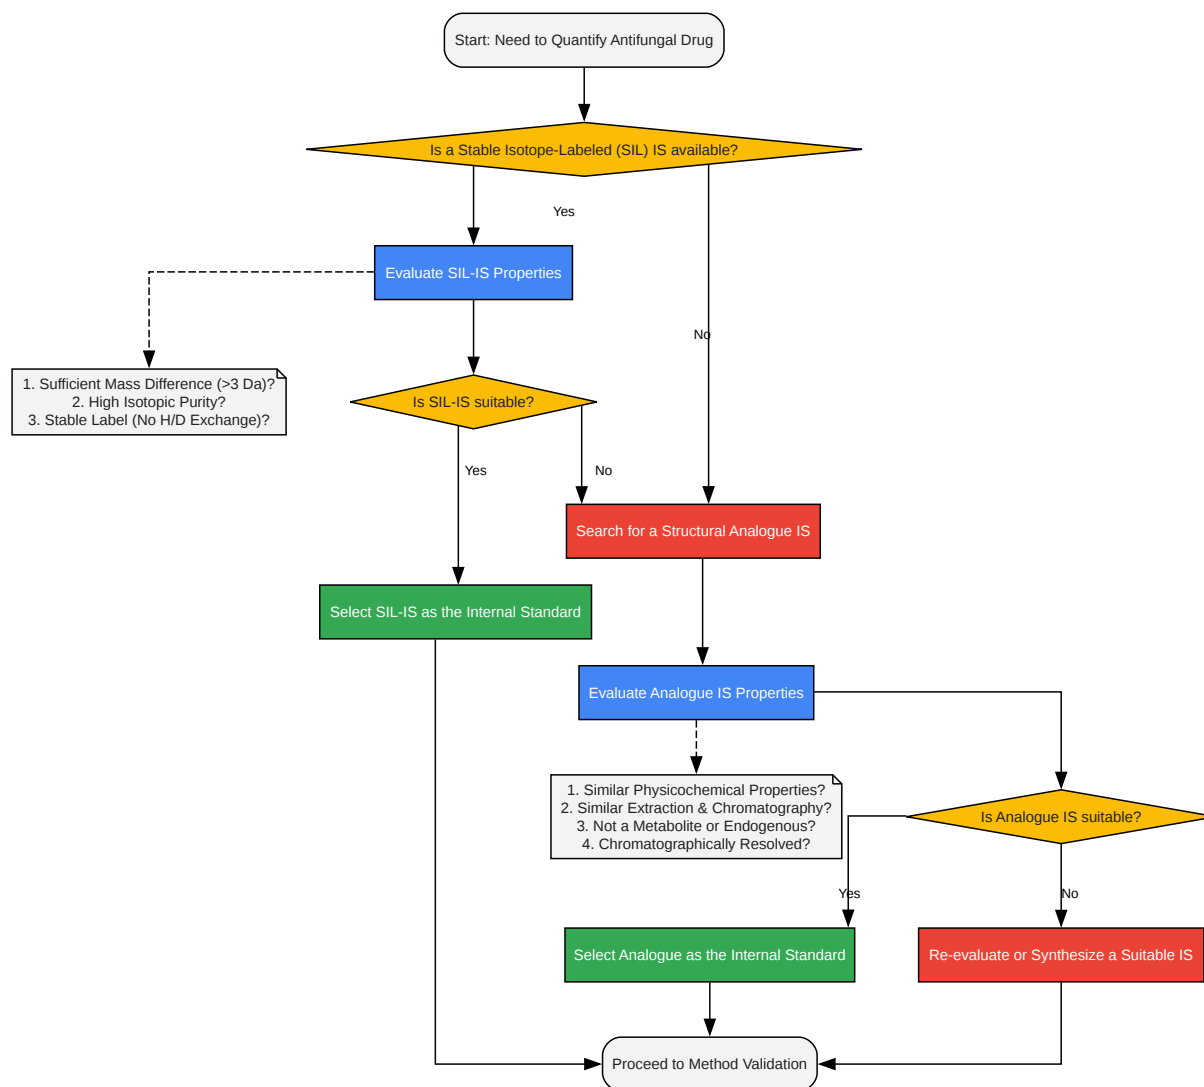 Start: Need to Quantify Antifungal Drug
Is a Stable Isotope-Labeled (SIL) IS available?
Yes
Evaluate SIL-IS Properties
No
1. Sufficient Mass Difference (>3 Da)?
2. High Isotopic Purity?
3. Stable Label (No H/D Exchange)?
Is SIL-IS suitable?
Yes
No
Search for a Structural Analogue IS
Select SIL-IS as the Internal Standard
Evaluate Analogue IS Properties
1. Similar Physicochemical Properties?
2. Similar Extraction & Chromatography?
3. Not a Metabolite or Endogenous?
4. Chromatographically Resolved?
Is Analogue IS suitable?
Yes
No
Select Analogue as the Internal Standard
Re-evaluate or Synthesize a Suitable IS
Proceed to Method Validation